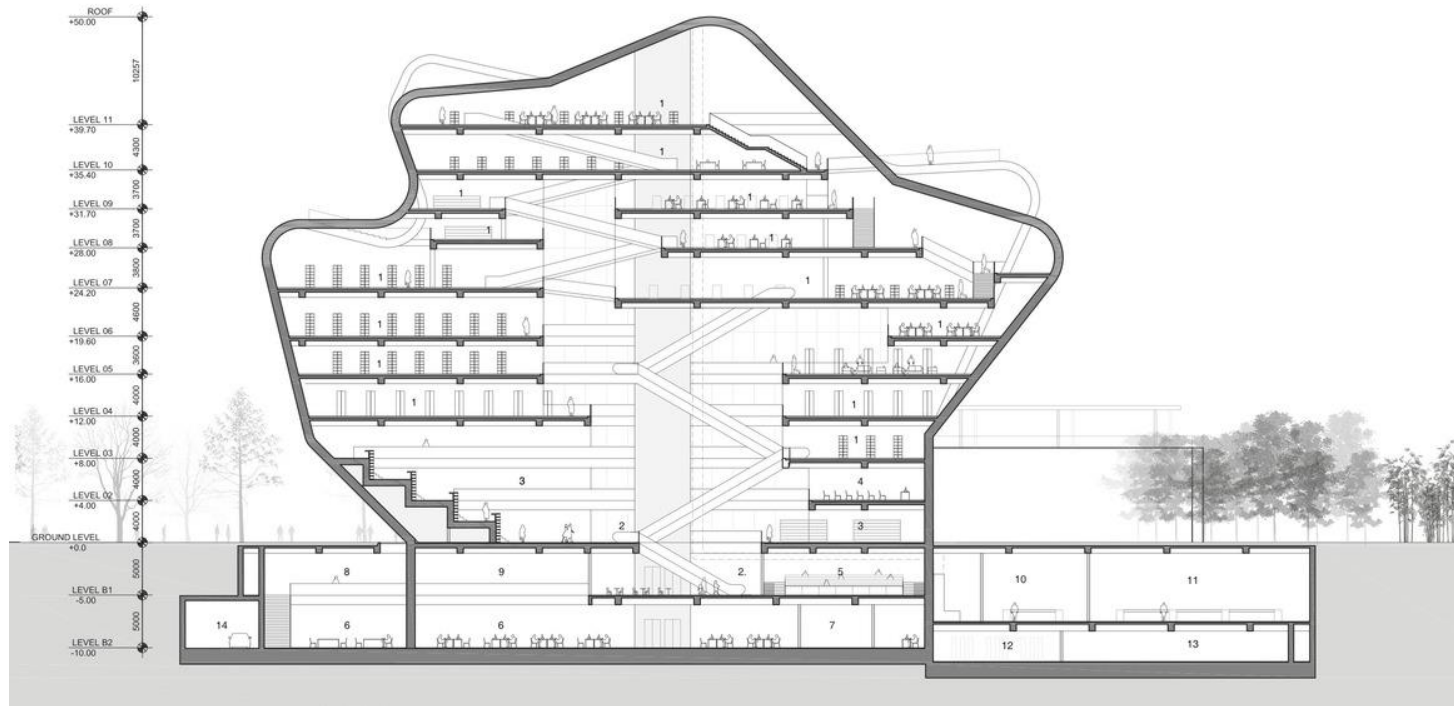 ROOF
+50.00
10257
LEVEL 11
+39.70
4300
LEVEL 10
+35.40
3700
LEVEL 09
+31.70
3700
LEVEL 08
+28.00
3800
LEVEL 07
+24.20
4600
LEVEL 06
+19.60
3600
LEVEL 05
+16.00
4000
LEVEL 04
+12.00
4000
LEVEL 03
+8.00
4000
LEVEL 02
+4.00
4000
GROUND LEVEL
+0.0
5000
LEVEL B1
-5.00
5000
LEVEL B2
-10.00
1
1
1 1
1 1
1 1
1
1
1 1
1
3 4
2 3
8 9 2. 5 10 11
14 6 6 7
12 13